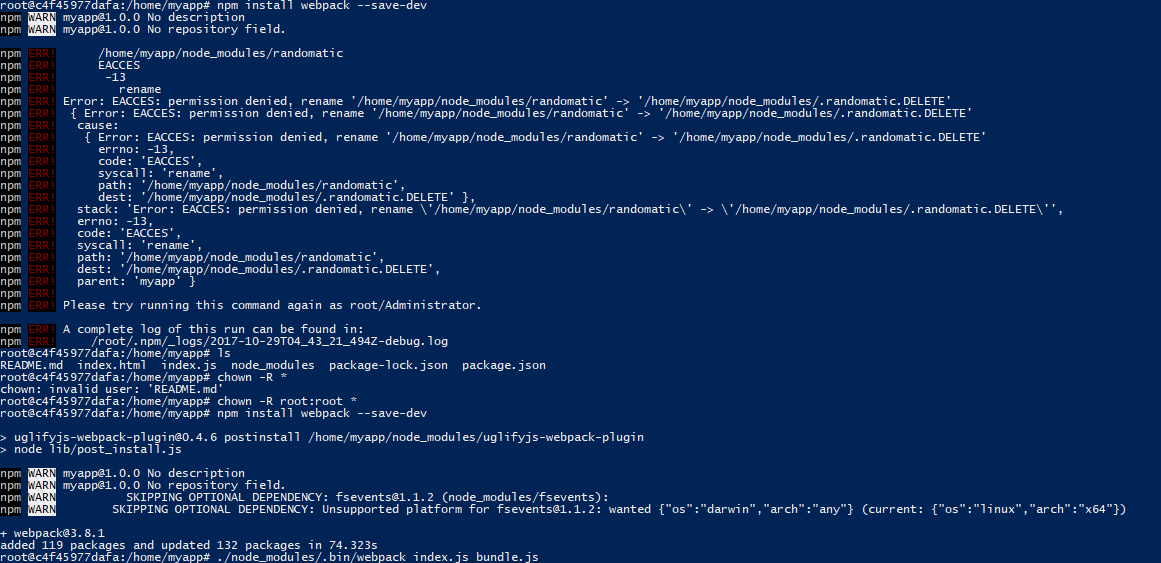 root@c4f45977dafa:/home/myapp# npm install webpack --save-dev
npm WARN myapp@1.0.0 No description
npm WARN myapp@1.0.0 No repository field.
npm ERR! /home/myapp/node_modules/randomatic
npm ERR! EACCES
npm ERR! -13
npm ERR! rename
npm ERR! Error: EACCES: permission denied, rename '/home/myapp/node_modules/randomatic' -> '/home/myapp/node_modules/.randomatic.DELETE'
npm ERR! { Error: EACCES: permission denied, rename '/home/myapp/node_modules/randomatic' -> '/home/myapp/node_modules/.randomatic.DELETE'
npm ERR! cause:
npm ERR! { Error: EACCES: permission denied, rename '/home/myapp/node_modules/randomatic' -> '/home/myapp/node_modules/.randomatic.DELETE'
npm ERR! errno: -13,
npm ERR! code: 'EACCES',
npm ERR! syscall: 'rename',
npm ERR! path: '/home/myapp/node_modules/randomatic',
npm ERR! dest: '/home/myapp/node_modules/.randomatic.DELETE' },
npm ERR! stack: 'Error: EACCES: permission denied, rename \'/home/myapp/node_modules/randomatic\' -> \'/home/myapp/node_modules/.randomatic.DELETE\'',
npm ERR! errno: -13,
npm ERR! code: 'EACCES',
npm ERR! syscall: 'rename',
npm ERR! path: '/home/myapp/node_modules/randomatic',
npm ERR! dest: '/home/myapp/node_modules/.randomatic.DELETE',
npm ERR! parent: 'myapp' }
npm ERR!
npm ERR! Please try running this command again as root/Administrator.
npm ERR! A complete log of this run can be found in:
npm ERR! /root/.npm/_logs/2017-10-29T04_43_21_494Z-debug.log
root@c4f45977dafa:/home/myapp# ls
README.md index.html index.js node_modules package-lock.json package.json
root@c4f45977dafa:/home/myapp# chown -R *
chown: invalid user: 'README.md'
root@c4f45977dafa:/home/myapp# chown -R root:root *
root@c4f45977dafa:/home/myapp# npm install webpack --save-dev
> uglifyjs-webpack-plugin@0.4.6 postinstall /home/myapp/node_modules/uglifyjs-webpack-plugin
> node lib/post_install.js
npm WARN myapp@1.0.0 No description
npm WARN myapp@1.0.0 No repository field.
npm WARN SKIPPING OPTIONAL DEPENDENCY: fsevents@1.1.2 (node_modules/fsevents):
npm WARN SKIPPING OPTIONAL DEPENDENCY: Unsupported platform for fsevents@1.1.2: wanted {"os":"darwin","arch":"any"} (current: {"os":"linux","arch":"x64"})
+ webpack@3.8.1
added 119 packages and updated 132 packages in 74.323s
root@c4f45977dafa:/home/myapp# ./node_modules/.bin/webpack index.js bundle.js